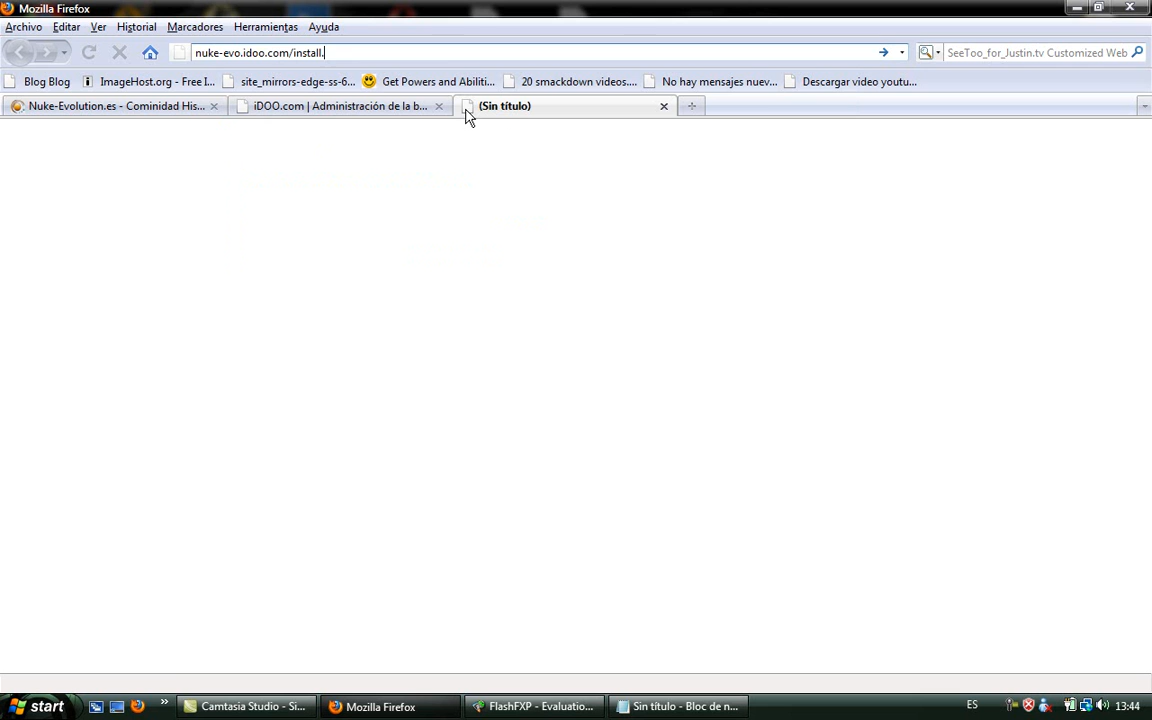 Mozilla Firefox
Archivo Editar Ver Historial Marcadores Herramientas Ayuda
nuke-evo.idoo.com/install. SeeToo_for_Justin.tv Customized Web
Blog Blog ImageHost.org - Free I... site_mirrors-edge-ss-6... Get Powers and Abiliti... 20 smackdown videos.... No hay mensajes nuev... Descargar video youtu...
Nuke-Evolution.es - Cominidad His... iDOO.com | Administración de la b... (Sin título)
start Camtasia Studio - Si... Mozilla Firefox FlashFXP - Evaluatio... Sin título - Bloc de n... ES 13:44